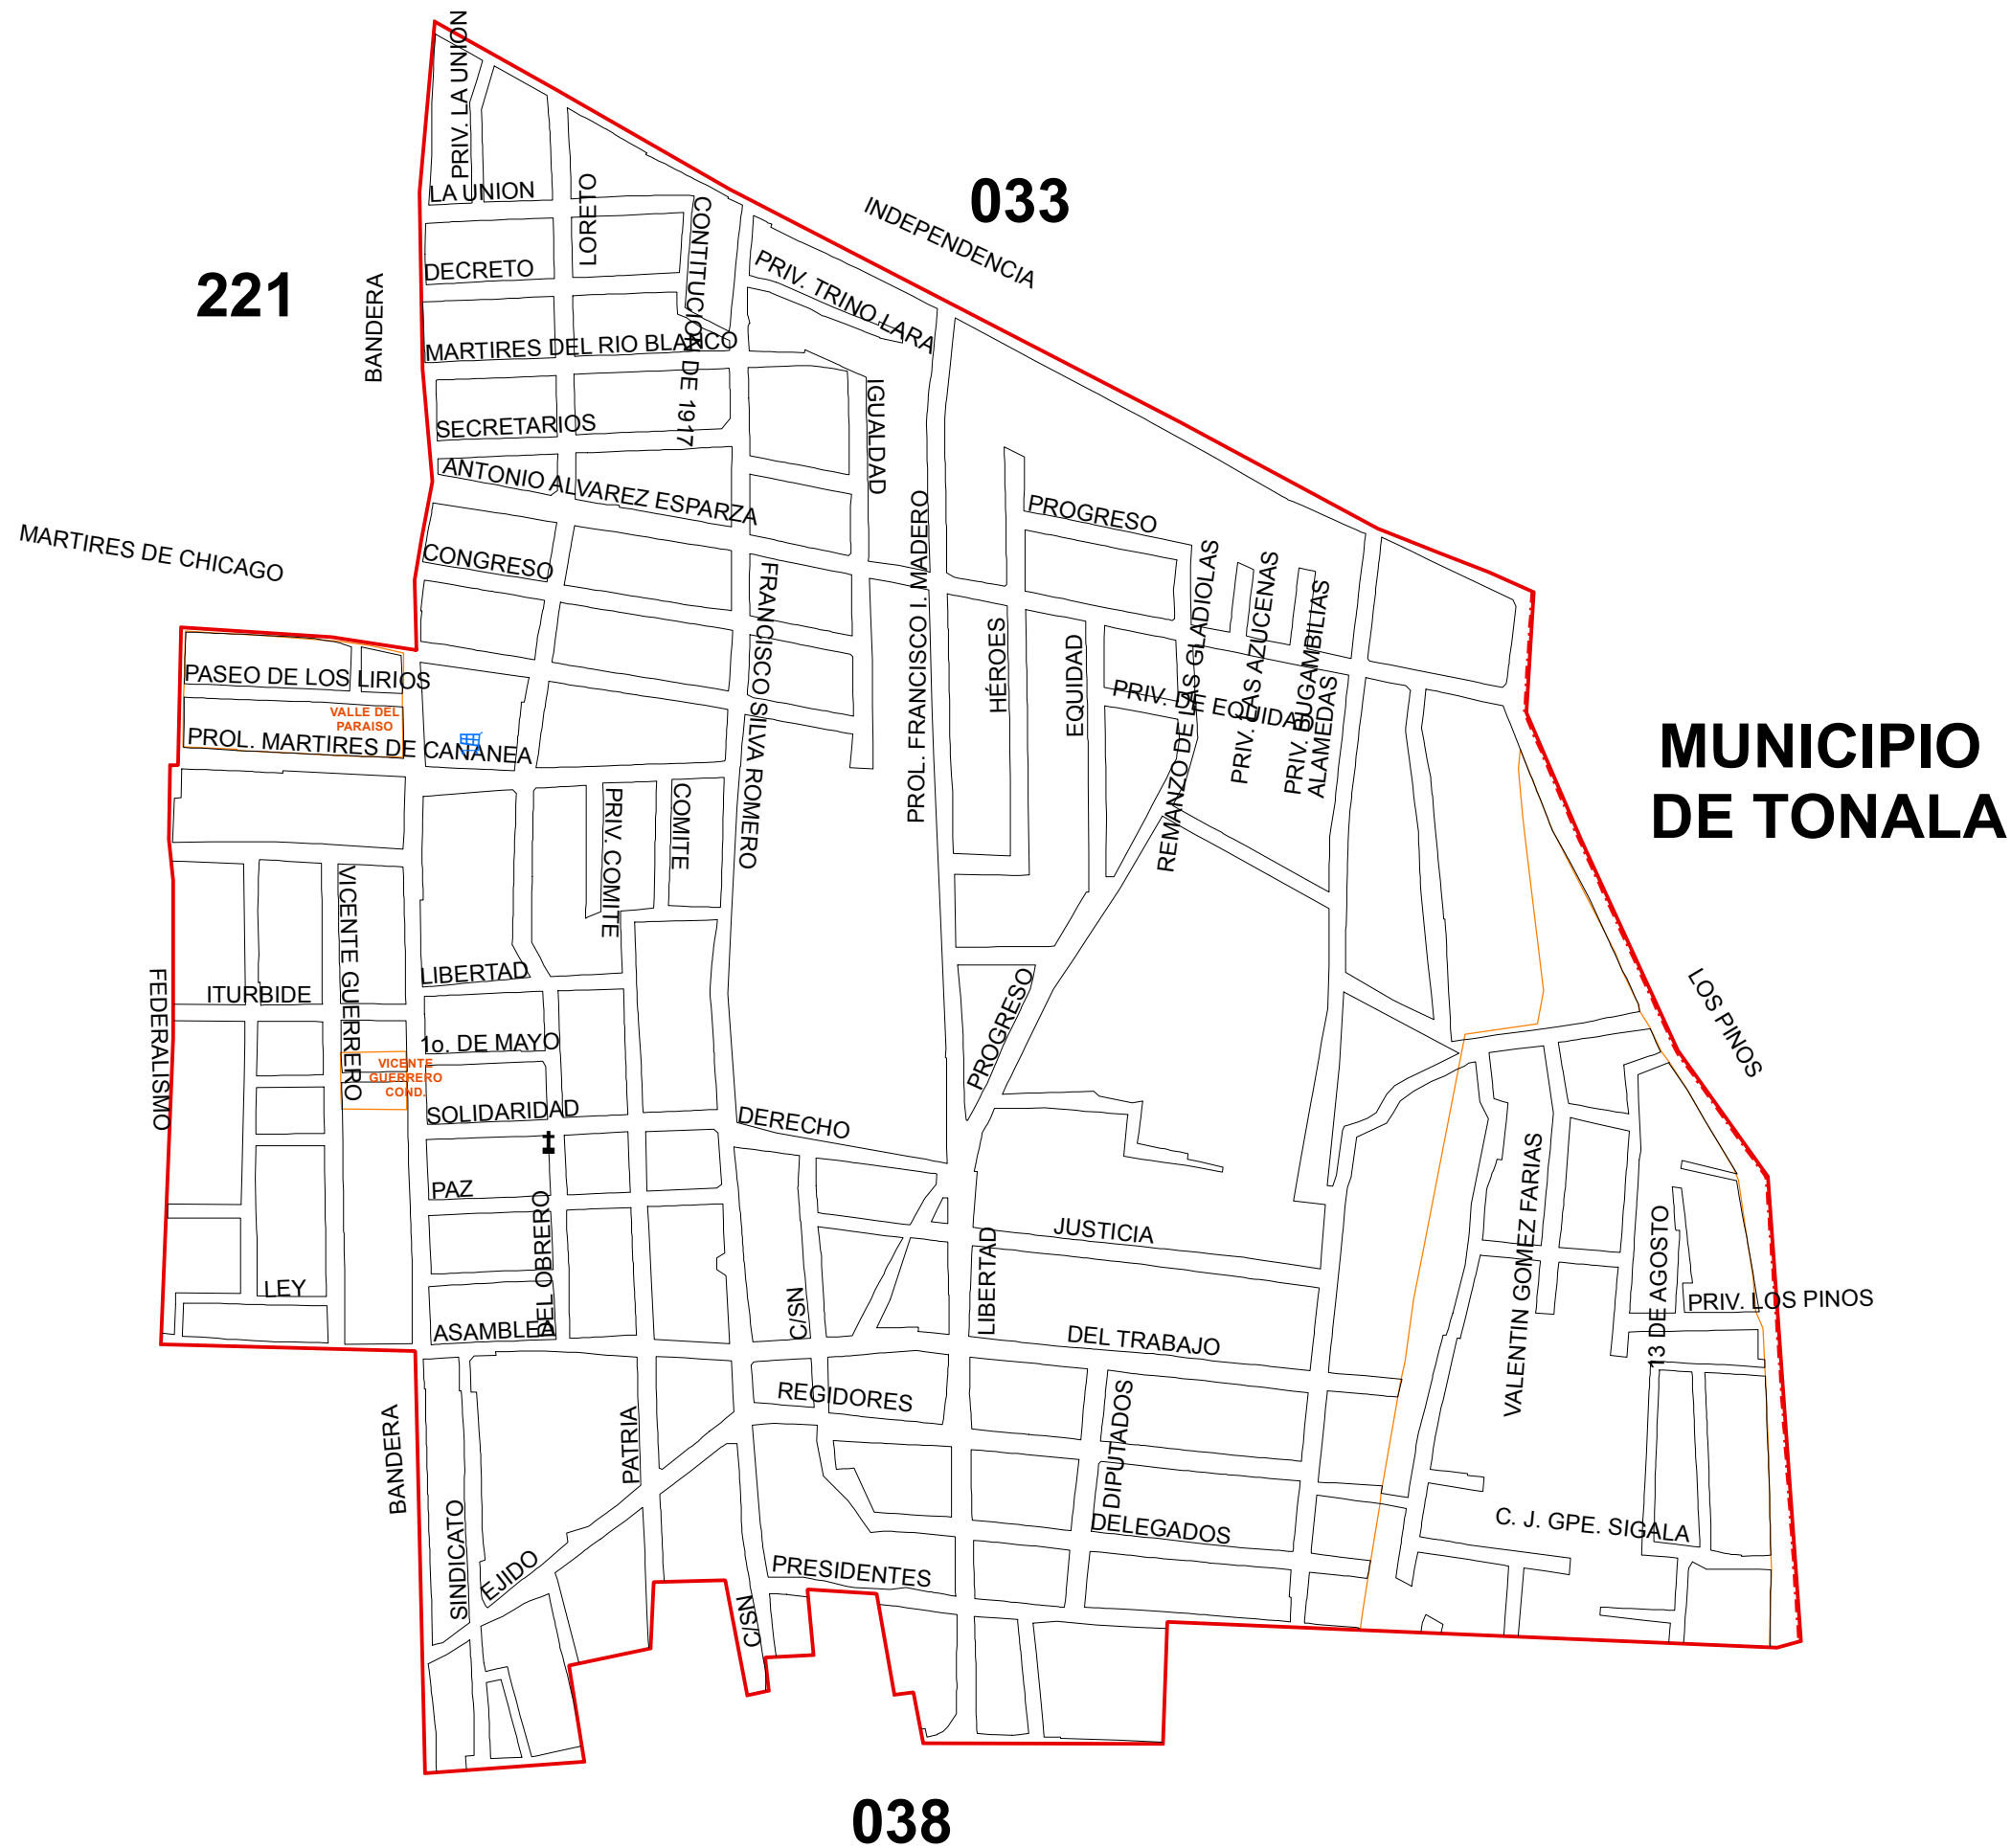 PRIV. LA UNION
033
LA UNION
LORETO
CONTITUCION DE 1917
INDEPENDENCIA
221
BANDERA
DECRETO
PRIV. TRINO LARA
MARTIRES DEL RIO BLANCO
IGUALDAD
SECRETARIOS
ANTONIO ALVAREZ ESPARZA
PROGRESO
MARTIRES DE CHICAGO
CONGRESO
FRANCISCO SILVA ROMERO
PROL. FRANCISCO I. MADERO
HÉROES
EQUIDAD
REMANZO DE LAS GLADIOLAS
PRIV. LAS AZUCENAS
PRIV. BUGAMBILIAS
ALAMEDAS
PRIV. DE EQUIDAD
PASEO DE LOS LIRIOS
VALLE DEL
PARAISO
PROL. MARTIRES DE CANANEA
MUNICIPIO
DE TONALA
PRIV. COMITE
COMITE
VICENTE GUERRERO
LIBERTAD
ITURBIDE
FEDERALISMO
PROGRESO
LOS PINOS
1o. DE MAYO
VICENTE
GUERRERO
COND.
SOLIDARIDAD
DERECHO
PAZ
DEL OBRERO
JUSTICIA
LIBERTAD
VALENTIN GOMEZ FARIAS
13 DE AGOSTO
LEY
C/SN
PRIV. LOS PINOS
ASAMBLEA
DEL TRABAJO
REGIDORES
BANDERA
PATRIA
DIPUTADOS
SINDICATO
EJIDO
DELEGADOS
C. J. GPE. SIGALA
PRESIDENTES
C/SN
038